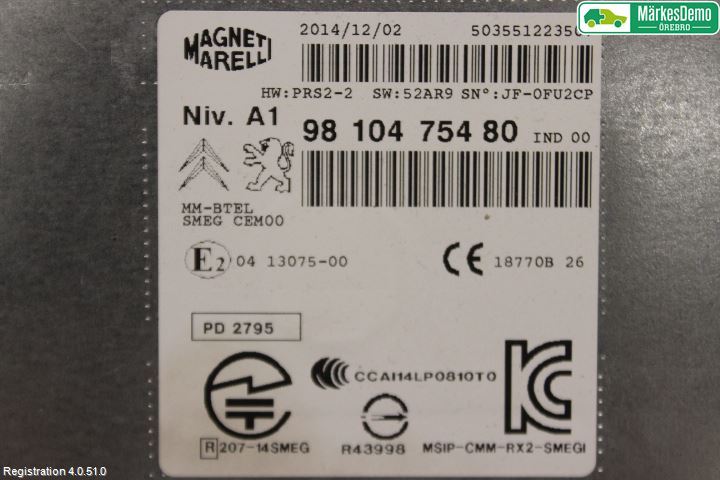 MAGNETI
MARELLI
2014/12/02
MärkesDemo
ÖREBRO
HW:PRS2-2 SW:52AR9 SN°:JF-0FU2CP
Niv. A1
98 104 754 80 IND 00
MM-BTEL
SMEG CEM00
E2 04 13075-00
CE 18770B 26
PD 2795
CCAI14LP0810T0
R 207-14SMEG
R43998
MSIP-CMM-RX2-SMEGI
Registration 4.0.51.0